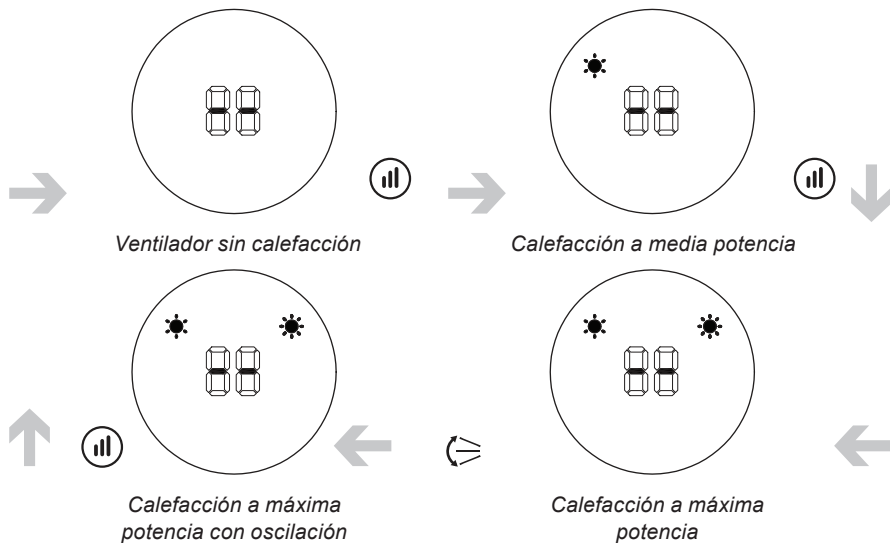 --
--
Ventilador sin calefacción
Calefacción a media potencia
--
--
Calefacción a máxima
potencia con oscilación
Calefacción a máxima
potencia